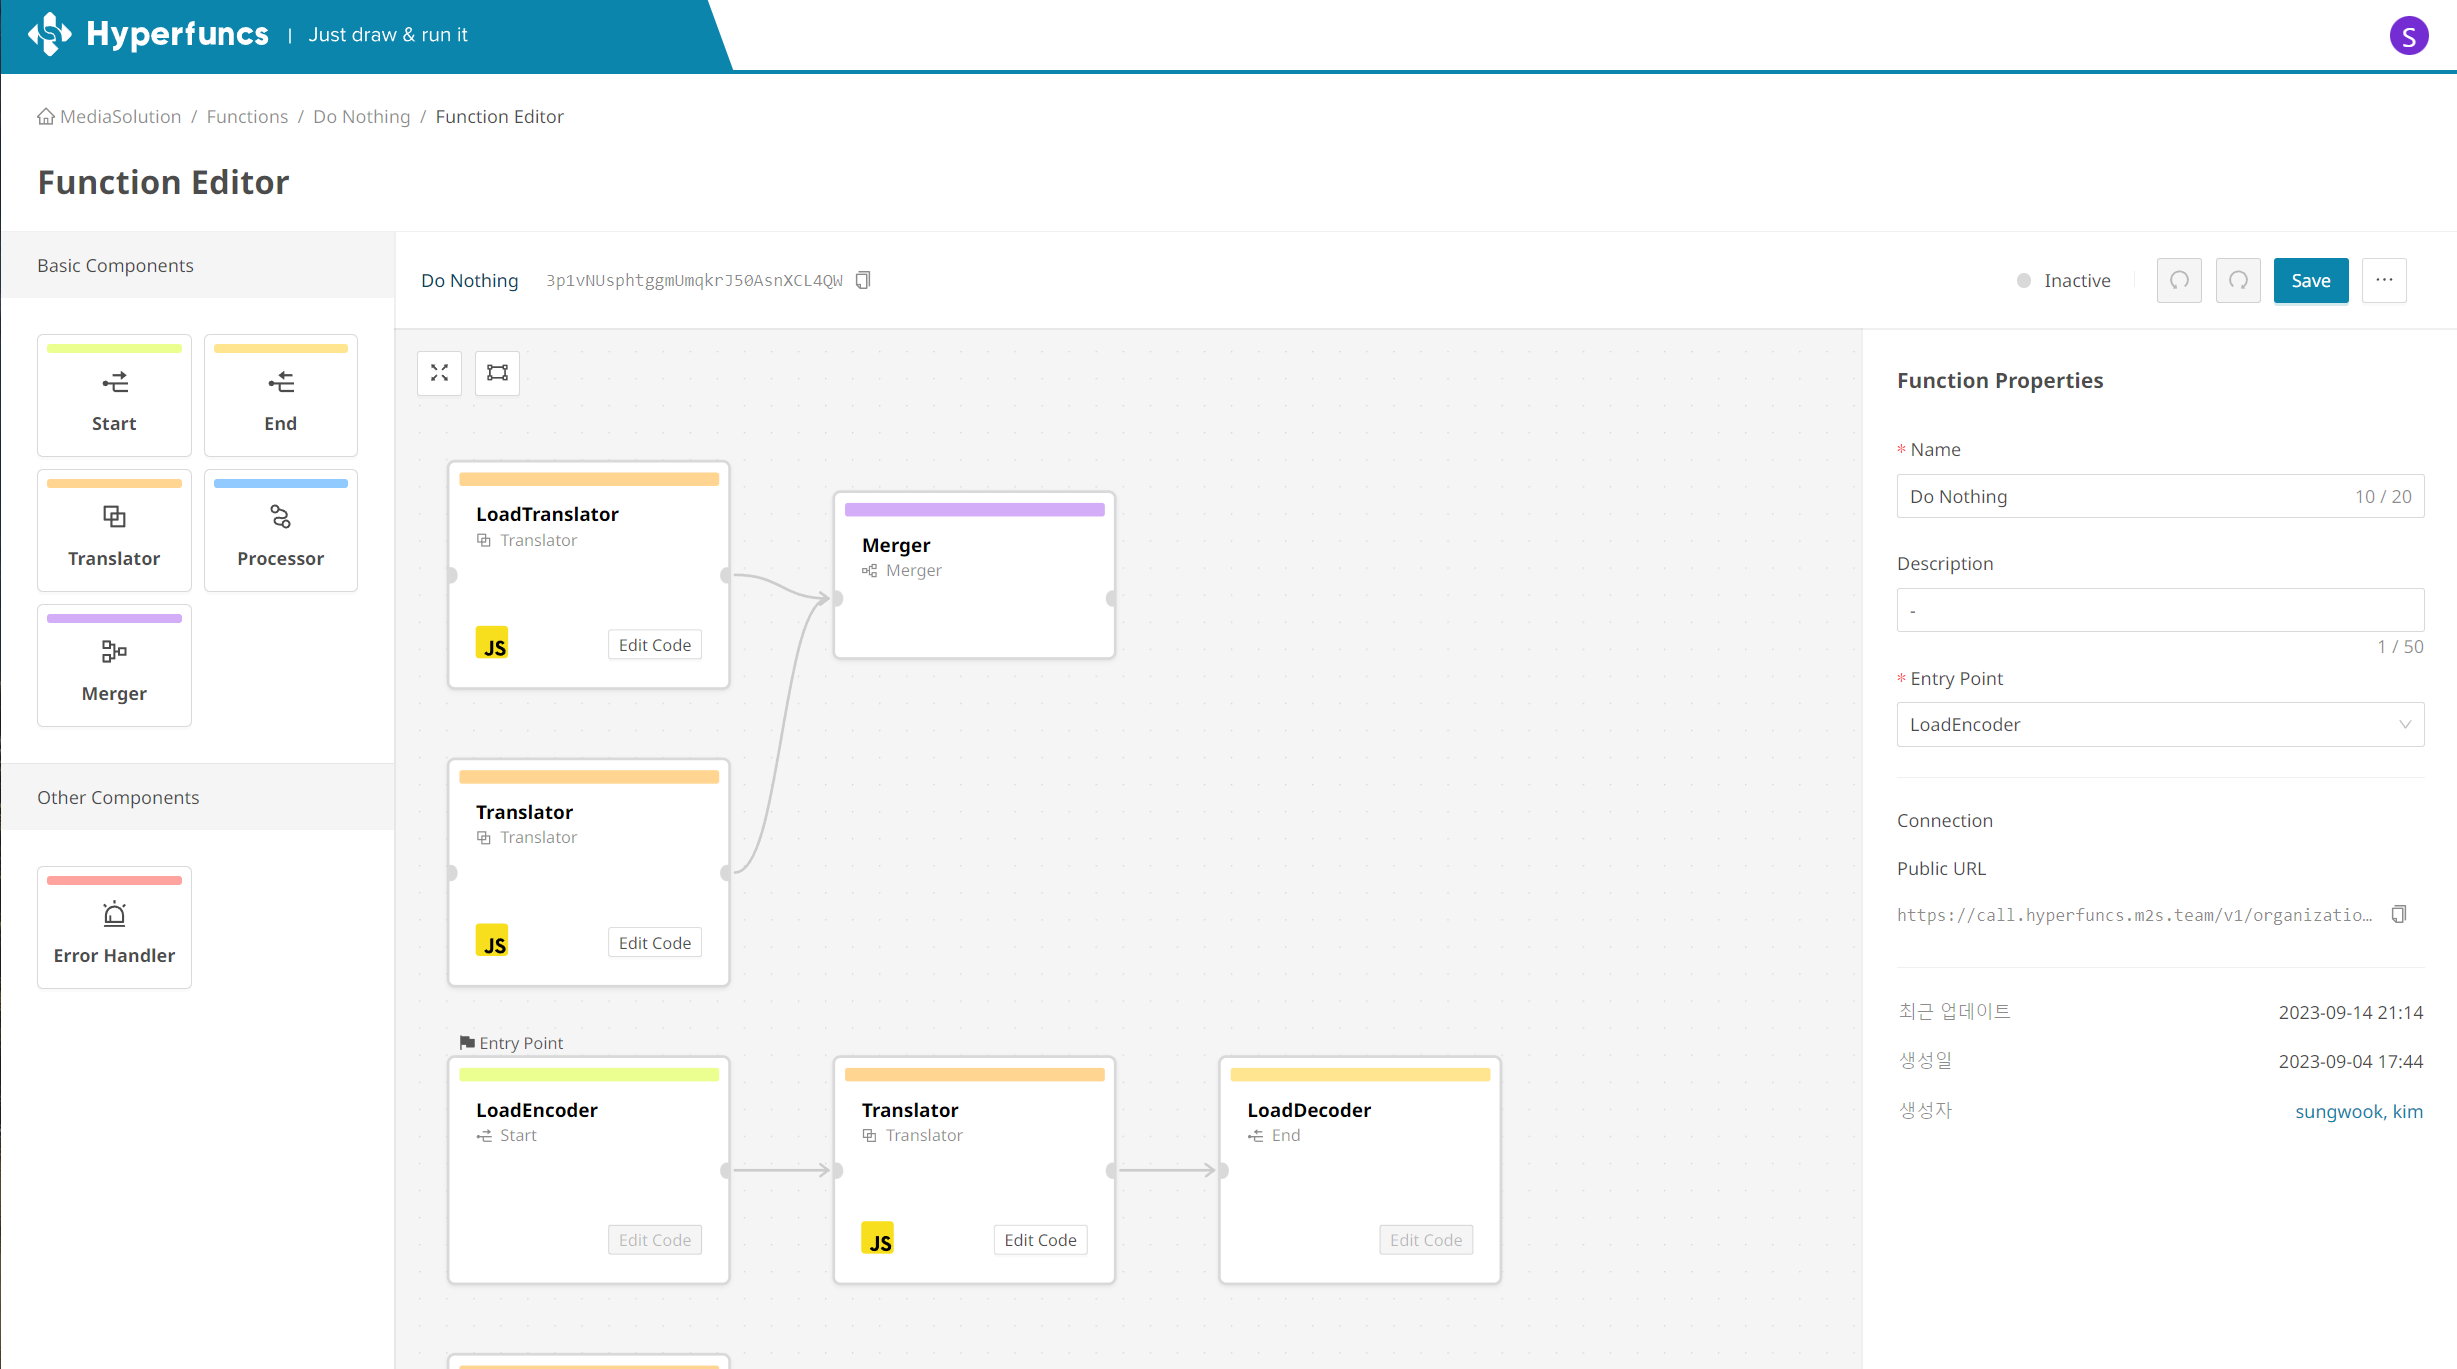 Hyperfuncs | Just draw & run it
S
MediaSolution / Functions / Do Nothing / Function Editor
Function Editor
Basic Components
Start
End
Translator
Processor
Merger
Other Components
Error Handler
Do Nothing 3p1vNUsphtggmUmqkrJ50AsnXCL4QW
Inactive
Save
...
LoadTranslator
Translator
JS
Edit Code
Merger
Merger
Translator
Translator
JS
Edit Code
Entry Point
LoadEncoder
Start
Edit Code
Translator
Translator
JS
Edit Code
LoadDecoder
End
Edit Code
Function Properties
* Name
Do Nothing 10 / 20
Description
-
1 / 50
* Entry Point
LoadEncoder
Connection
Public URL
https://call.hyperfuncs.m2s.team/v1/organizatio...
최근 업데이트 2023-09-14 21:14
생성일 2023-09-04 17:44
생성자 sungwook, kim